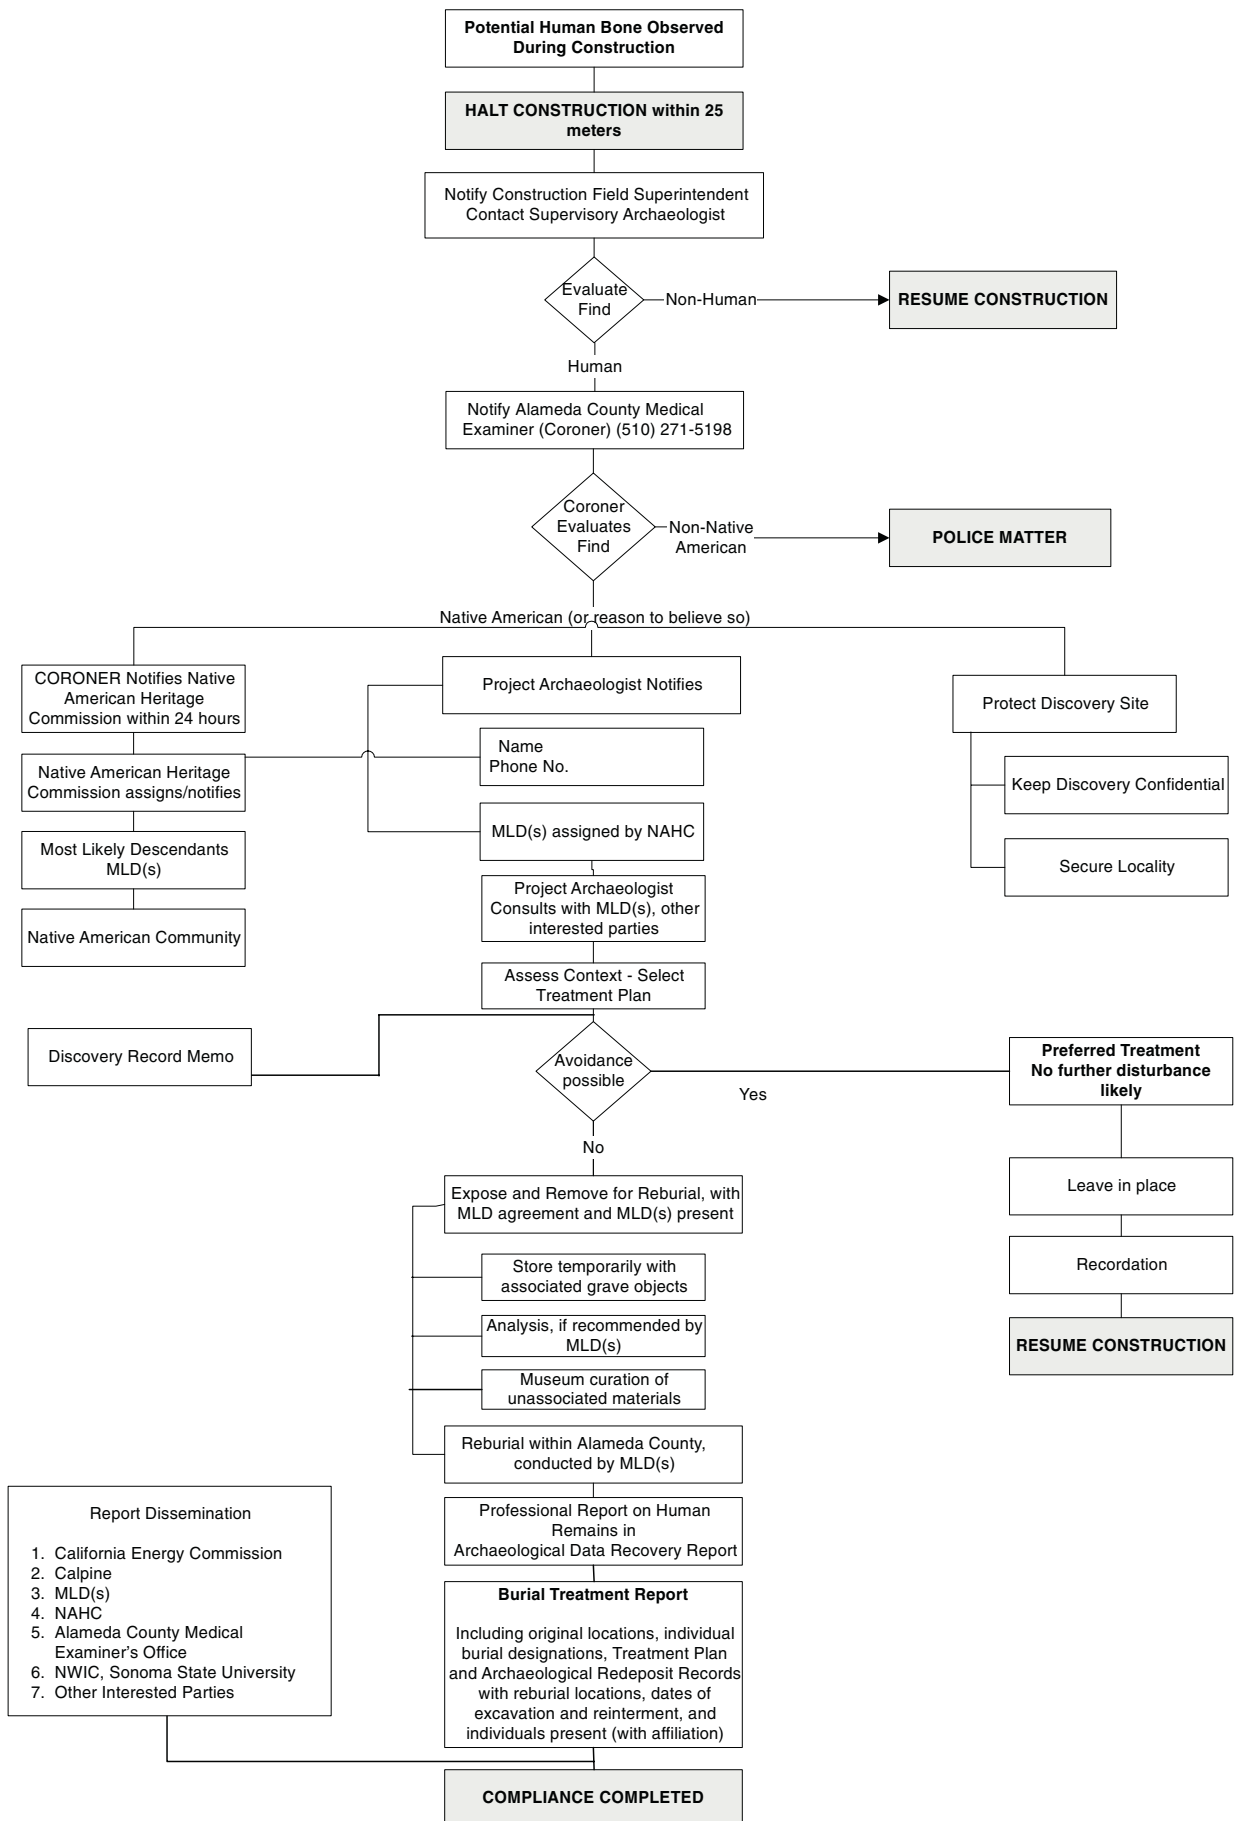 Potential Human Bone Observed
During Construction
HALT CONSTRUCTION within 25
meters
Notify Construction Field Superintendent
Contact Supervisory Archaeologist
Evaluate
Find
Non-Human
RESUME CONSTRUCTION
Human
Notify Alameda County Medical
Examiner (Coroner) (510) 271-5198
Coroner
Evaluates
Find
Non-Native
American
POLICE MATTER
Native American (or reason to believe so)
CORONER Notifies Native
American Heritage
Commission within 24 hours
Native American Heritage
Commission assigns/notifies
Most Likely Descendants
MLD(s)
Native American Community
Project Archaeologist Notifies
Name
Phone No.
MLD(s) assigned by NAHC
Project Archaeologist
Consults with MLD(s), other
interested parties
Assess Context - Select
Treatment Plan
Protect Discovery Site
Keep Discovery Confidential
Secure Locality
Discovery Record Memo
Avoidance
possible
Yes
Preferred Treatment
No further disturbance
likely
Leave in place
Recordation
RESUME CONSTRUCTION
No
Expose and Remove for Reburial, with
MLD agreement and MLD(s) present
Store temporarily with
associated grave objects
Analysis, if recommended by
MLD(s)
Museum curation of
unassociated materials
Reburial within Alameda County,
conducted by MLD(s)
Professional Report on Human
Remains in
Archaeological Data Recovery Report
Burial Treatment Report
Including original locations, individual
burial designations, Treatment Plan
and Archaeological Redeposit Records
with reburial locations, dates of
excavation and reinterment, and
individuals present (with affiliation)
Report Dissemination
1. California Energy Commission
2. Calpine
3. MLD(s)
4. NAHC
5. Alameda County Medical
Examiner's Office
6. NWIC, Sonoma State University
7. Other Interested Parties
COMPLIANCE COMPLETED